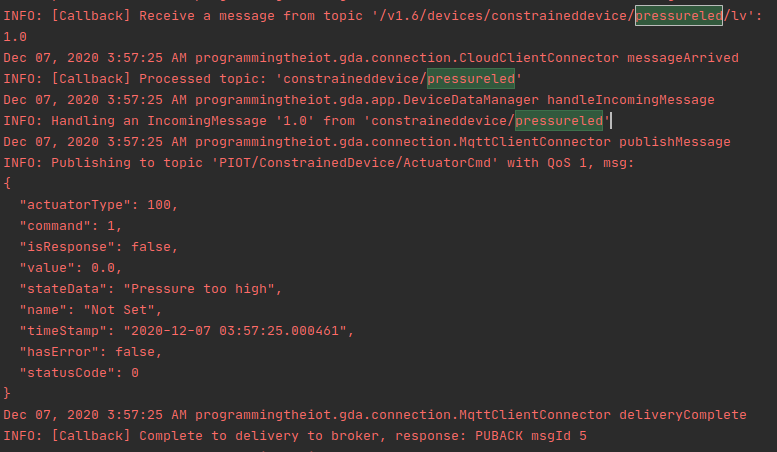 INFO: [Callback] Receive a message from topic '/v1.6/devices/constraineddevice/pressureled/lv':
1.0
Dec 07, 2020 3:57:25 AM programmingtheiot.gda.connection.CloudClientConnector messageArrived
INFO: [Callback] Processed topic: 'constraineddevice/pressureled'
Dec 07, 2020 3:57:25 AM programmingtheiot.gda.app.DeviceDataManager handleIncomingMessage
INFO: Handling an IncomingMessage '1.0' from 'constraineddevice/pressureled'
Dec 07, 2020 3:57:25 AM programmingtheiot.gda.connection.MqttClientConnector publishMessage
INFO: Publishing to topic 'PIOT/ConstrainedDevice/ActuatorCmd' with QoS 1, msg:
{
  "actuatorType": 100,
  "command": 1,
  "isResponse": false,
  "value": 0.0,
  "stateData": "Pressure too high",
  "name": "Not Set",
  "timeStamp": "2020-12-07 03:57:25.000461",
  "hasError": false,
  "statusCode": 0
}
Dec 07, 2020 3:57:25 AM programmingtheiot.gda.connection.MqttClientConnector deliveryComplete
INFO: [Callback] Complete to delivery to broker, response: PUBACK msgId 5